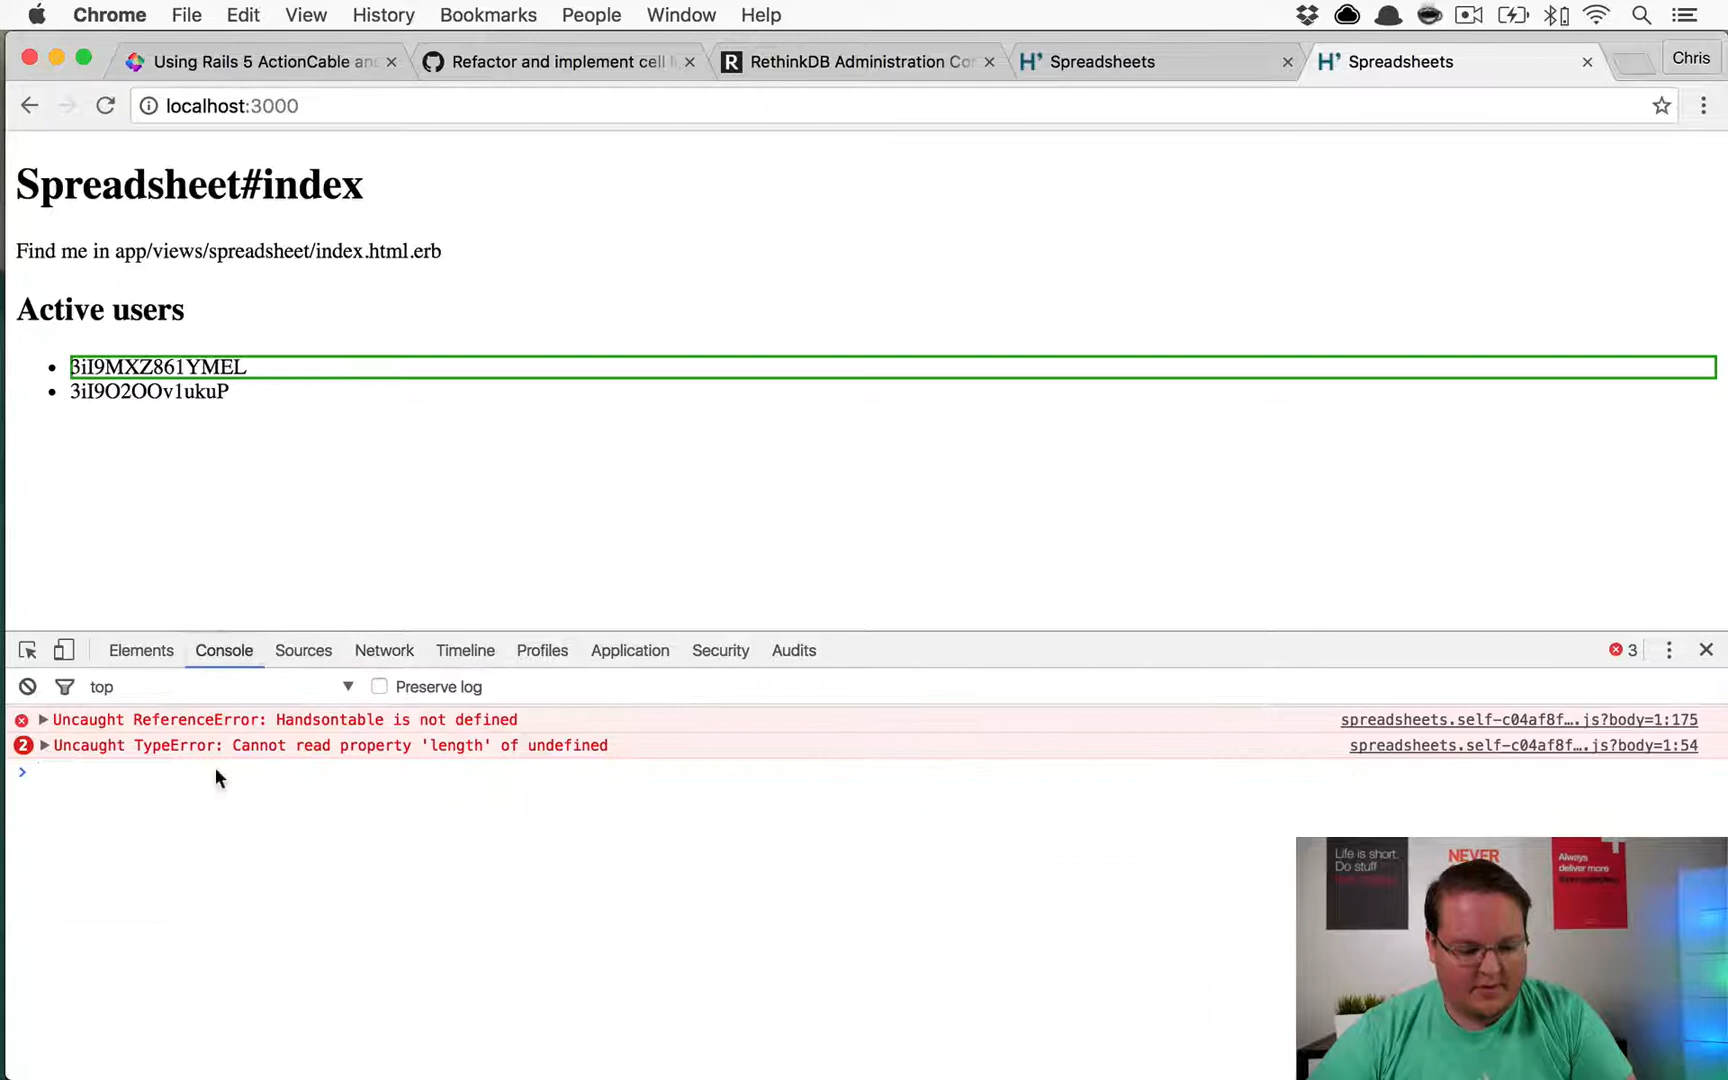 Chrome File Edit View History Bookmarks People Window Help
Using Rails 5 ActionCable an
Refactor and implement cell l
RethinkDB Administration Co
Spreadsheets
Spreadsheets
Chris
localhost:3000
Spreadsheet#index
Find me in app/views/spreadsheet/index.html.erb
Active users
3iI9MXZ861YMEL
3iI9O2OOv1ukuP
Elements Console Sources Network Timeline Profiles Application Security Audits 3
top Preserve log
Uncaught ReferenceError: Handsontable is not defined spreadsheets.self-c04af8f….js?body=1:175
2 Uncaught TypeError: Cannot read property 'length' of undefined spreadsheets.self-c04af8f….js?body=1:54
Life is short.
Do stuff
NEVER
Always
deliver more